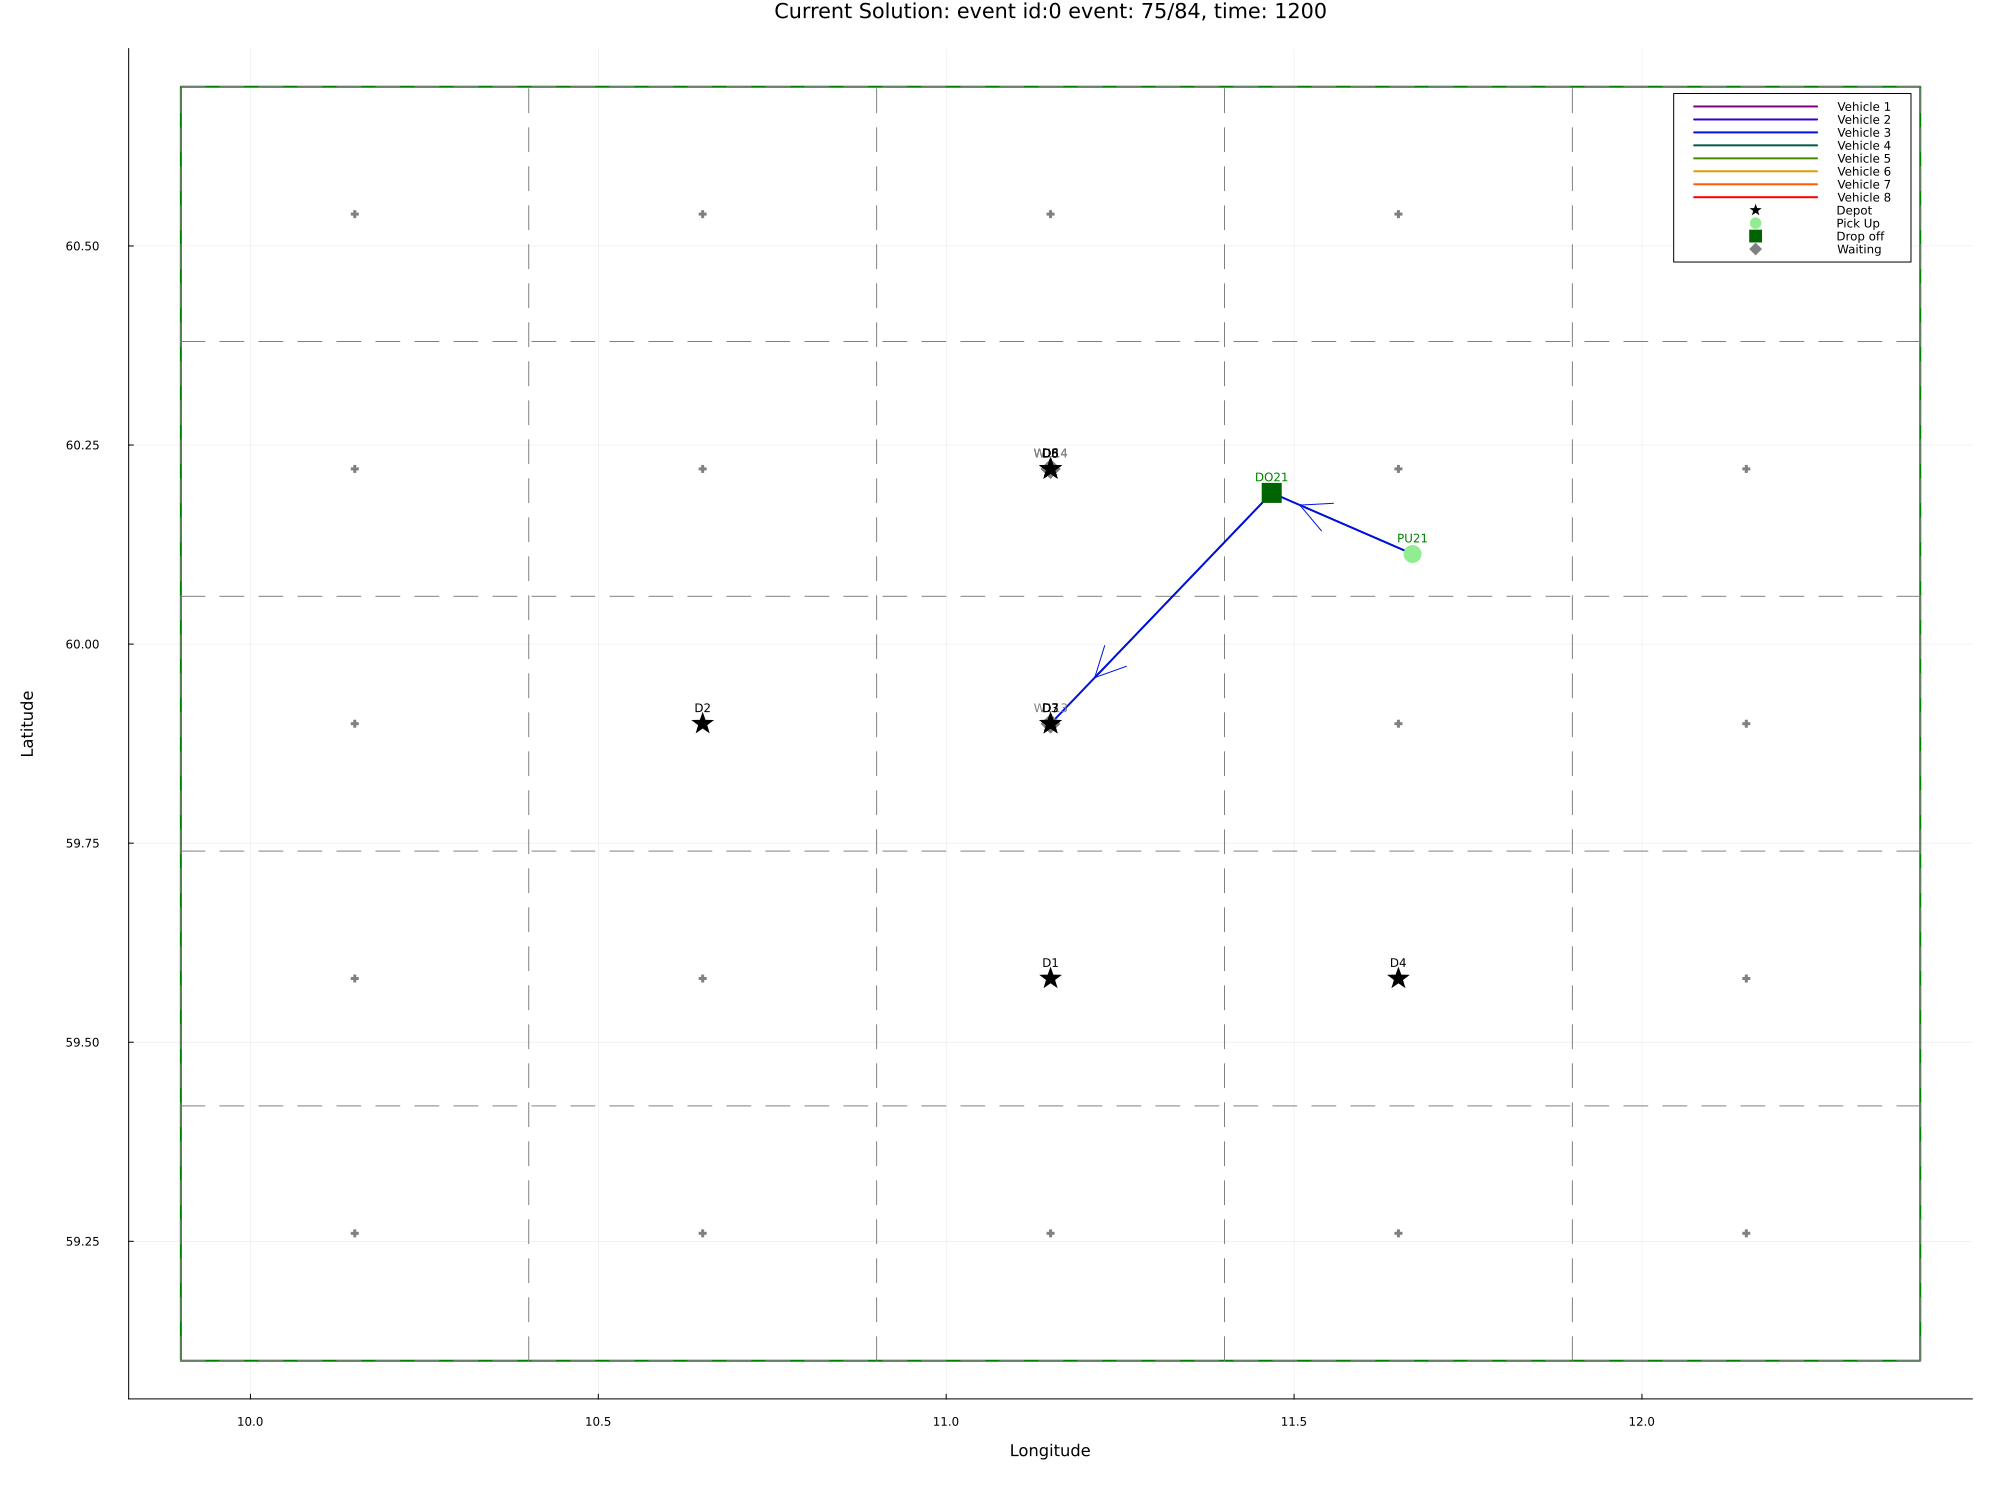 Current Solution: event id:0 event: 75/84, time: 1200
Vehicle 1
Vehicle 2
Vehicle 3
Vehicle 4
Vehicle 5
Vehicle 6
Vehicle 7
Vehicle 8
Depot
Pick Up
Drop off
Waiting
60.50
60.25
60.00
59.75
59.50
59.25
DO21
PU21
D2
D1
D4
Latitude
10.0
10.5
11.0
11.5
12.0
Longitude